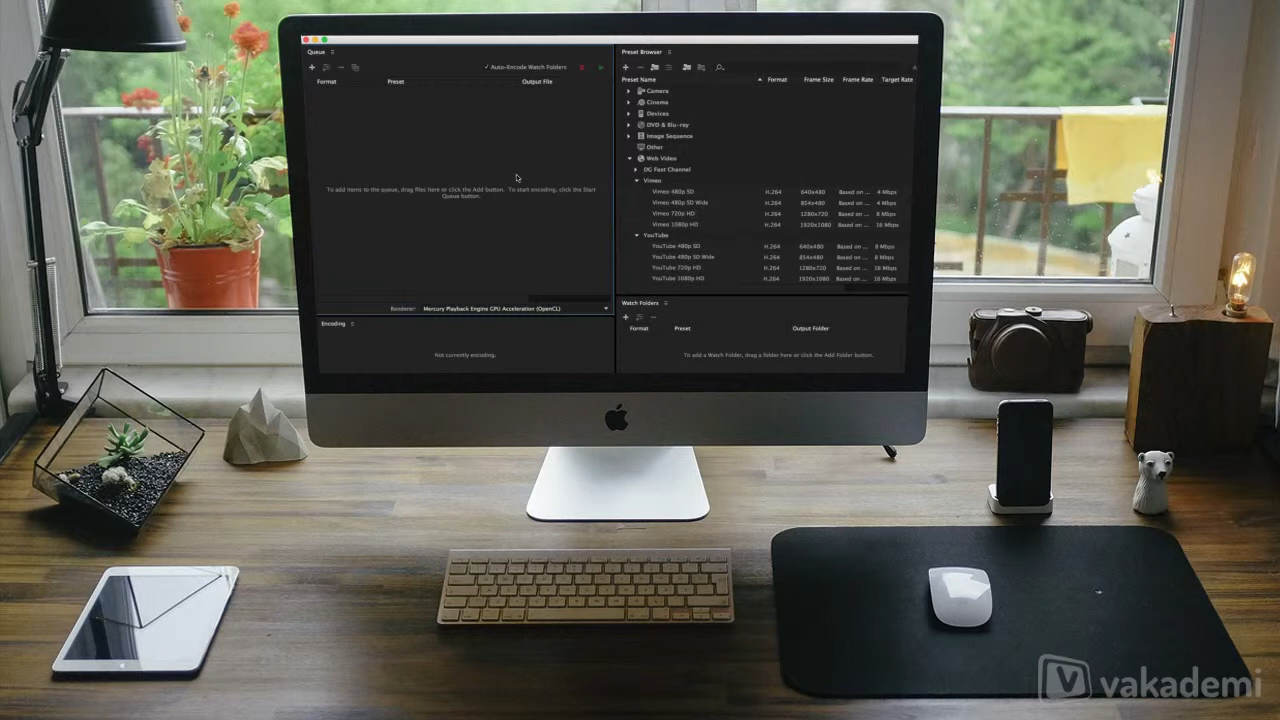 Queue
Auto-Encode Watch Folders
Format Preset Output File
To add items to the queue, drag files here or click the Add button. To start encoding, click the Start
Queue button.
Renderer: Mercury Playback Engine GPU Acceleration (OpenCL)
Encoding
Not currently encoding.
Preset Browser
Preset Name Format Frame Size Frame Rate Target Rate
Camera
Cinema
Devices
DVD & Blu-ray
Image Sequence
Other
Web Video
DG Fast Channel
Vimeo
Vimeo 480p SD H.264 640x480 Based on ... 4 Mbps
Vimeo 480p SD Wide H.264 854x480 Based on ... 4 Mbps
Vimeo 720p HD H.264 1280x720 Based on ... 8 Mbps
Vimeo 1080p HD H.264 1920x1080 Based on ... 16 Mbps
YouTube
YouTube 480p SD H.264 640x480 Based on ... 8 Mbps
YouTube 480p SD Wide H.264 854x480 Based on ... 8 Mbps
YouTube 720p HD H.264 1280x720 Based on ... 16 Mbps
YouTube 1080p HD H.264 1920x1080 Based on ... 16 Mbps
Watch Folders
Format Preset Output Folder
To add a Watch Folder, drag a folder here or click the Add Folder button.
vakademi